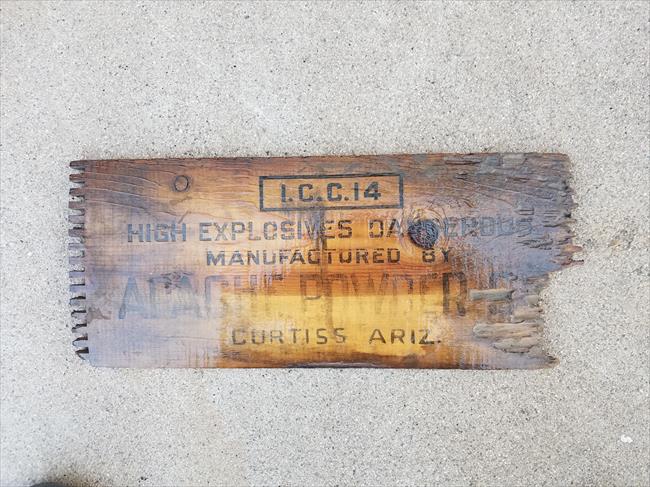 I.C.C.14
HIGH EXPLOSIVES DANGEROUS
MANUFACTURED BY
APACHE POWDER
CURTISS ARIZ.